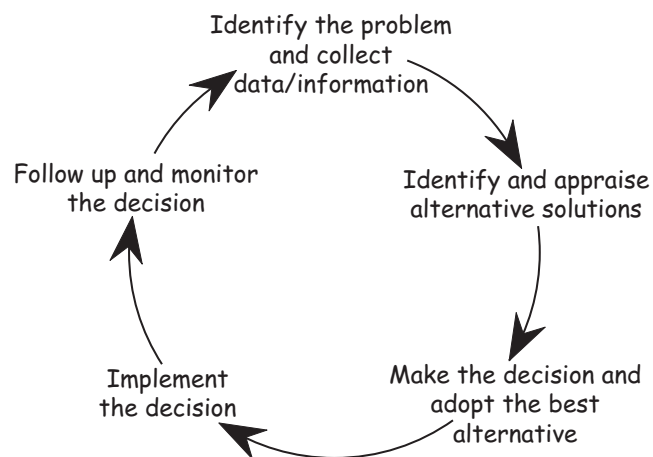 Identify the problem
and collect
data/information
Identify and appraise
alternative solutions
Make the decision and
adopt the best
alternative
Implement
the decision
Follow up and monitor
the decision